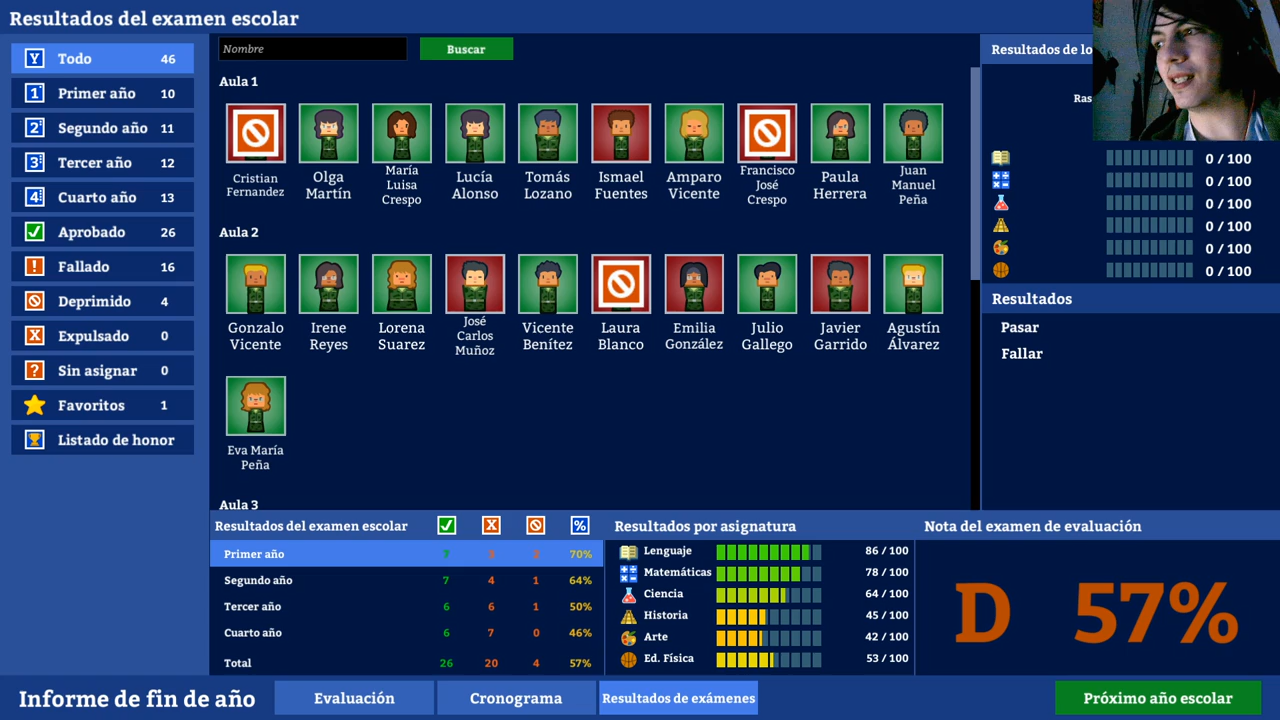 Resultados del examen escolar
Todo 46
Primer año 10
Segundo año 11
Tercer año 12
Cuarto año 13
Aprobado 26
Fallado 16
Deprimido 4
Expulsado 0
Sin asignar 0
Favoritos 1
Listado de honor
Nombre
Buscar
Aula 1
Cristian Fernandez
Olga Martín
María Luisa Crespo
Lucía Alonso
Tomás Lozano
Ismael Fuentes
Amparo Vicente
Francisco José Crespo
Paula Herrera
Juan Manuel Peña
Aula 2
Gonzalo Vicente
Irene Reyes
Lorena Suarez
José Carlos Muñoz
Vicente Benítez
Laura Blanco
Emilia González
Julio Gallego
Javier Garrido
Agustín Álvarez
Eva María Peña
Aula 3
Resultados de lo
Ras
0 / 100
0 / 100
0 / 100
0 / 100
0 / 100
0 / 100
Resultados
Pasar
Fallar
Resultados del examen escolar %
Primer año 7 2 70%
Segundo año 7 4 1 64%
Tercer año 6 6 1 50%
Cuarto año 6 7 0 46%
Total 26 20 4 57%
Resultados por asignatura
Lenguaje 86 / 100
Matemáticas 78 / 100
Ciencia 64 / 100
Historia 45 / 100
Arte 42 / 100
Ed. Física 53 / 100
Nota del examen de evaluación
D 57%
Informe de fin de año
Evaluación
Cronograma
Resultados de exámenes
Próximo año escolar